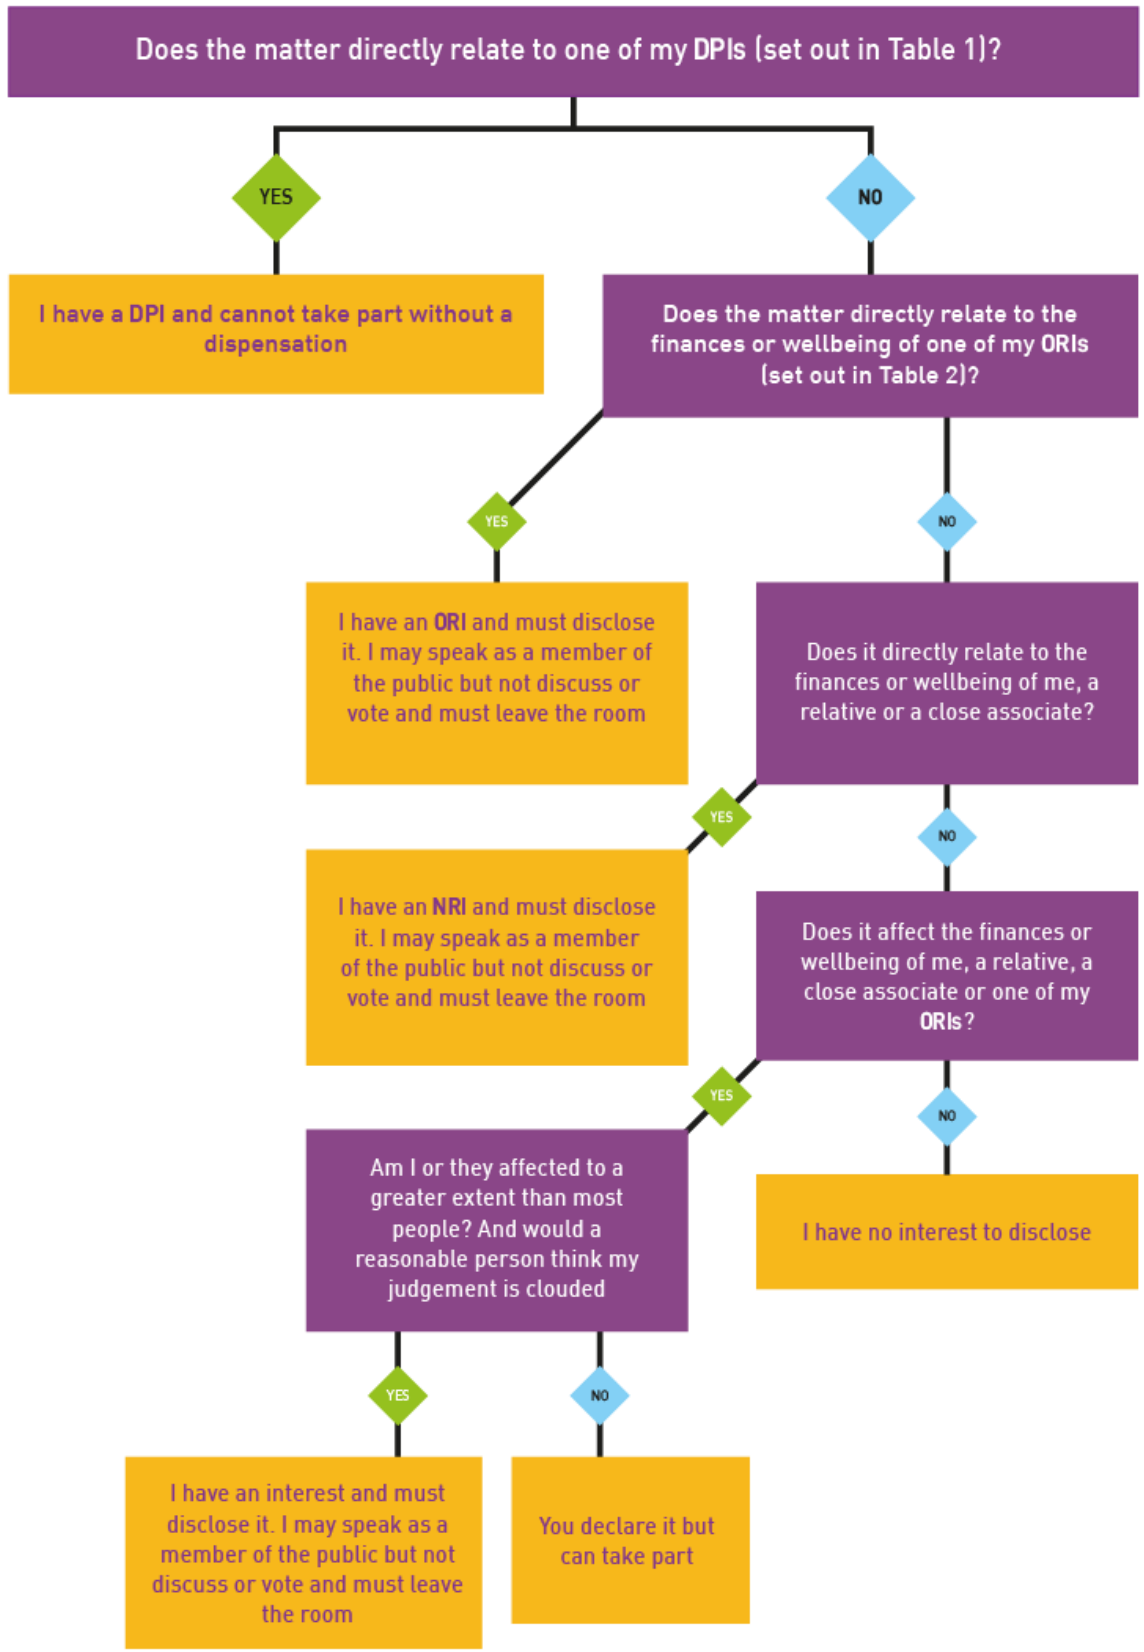 Does the matter directly relate to one of my DPIs (set out in Table 1)?
YES
NO
I have a DPI and cannot take part without a
dispensation
Does the matter directly relate to the
finances or wellbeing of one of my ORIs
(set out in Table 2)?
YES
NO
I have an ORI and must disclose
it. I may speak as a member of
the public but not discuss or
vote and must leave the room
Does it directly relate to the
finances or wellbeing of me, a
relative or a close associate?
YES
NO
I have an NRI and must disclose
it. I may speak as a member
of the public but not discuss or
vote and must leave the room
Does it affect the finances or
wellbeing of me, a relative, a
close associate or one of my
ORIs?
YES
NO
Am I or they affected to a
greater extent than most
people? And would a
reasonable person think my
judgement is clouded
I have no interest to disclose
YES
NO
I have an interest and must
disclose it. I may speak as a
member of the public but not
discuss or vote and must leave
the room
You declare it but
can take part